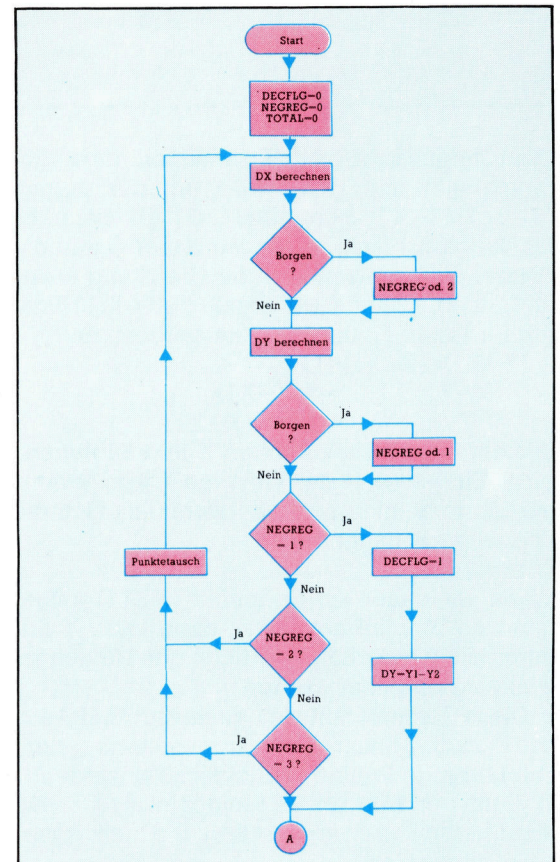 Start
DECFLG=0
NEGREG=0
TOTAL=0
DX berechnen
Borgen
?
Ja
NEGREG od. 2
Nein
DY berechnen
Borgen
?
Ja
NEGREG od. 1
Nein
NEGREG
= 1 ?
Ja
DECFLG=1
Nein
Punktetausch
NEGREG
= 2 ?
Ja
DY=Y1-Y2
Nein
NEGREG
= 3 ?
Ja
A